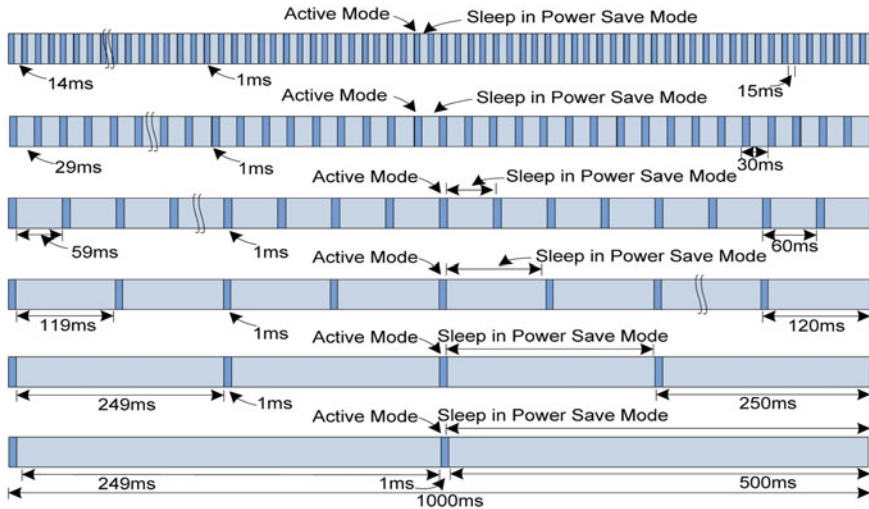 Active Mode
Sleep in Power Save Mode
14ms
1ms
15ms
Active Mode
Sleep in Power Save Mode
29ms
1ms
30ms
Active Mode
Sleep in Power Save Mode
59ms
1ms
60ms
Active Mode
Sleep in Power Save Mode
119ms
1ms
120ms
Active Mode
Sleep in Power Save Mode
249ms
1ms
250ms
Active Mode
Sleep in Power Save Mode
249ms
1ms
500ms
1000ms